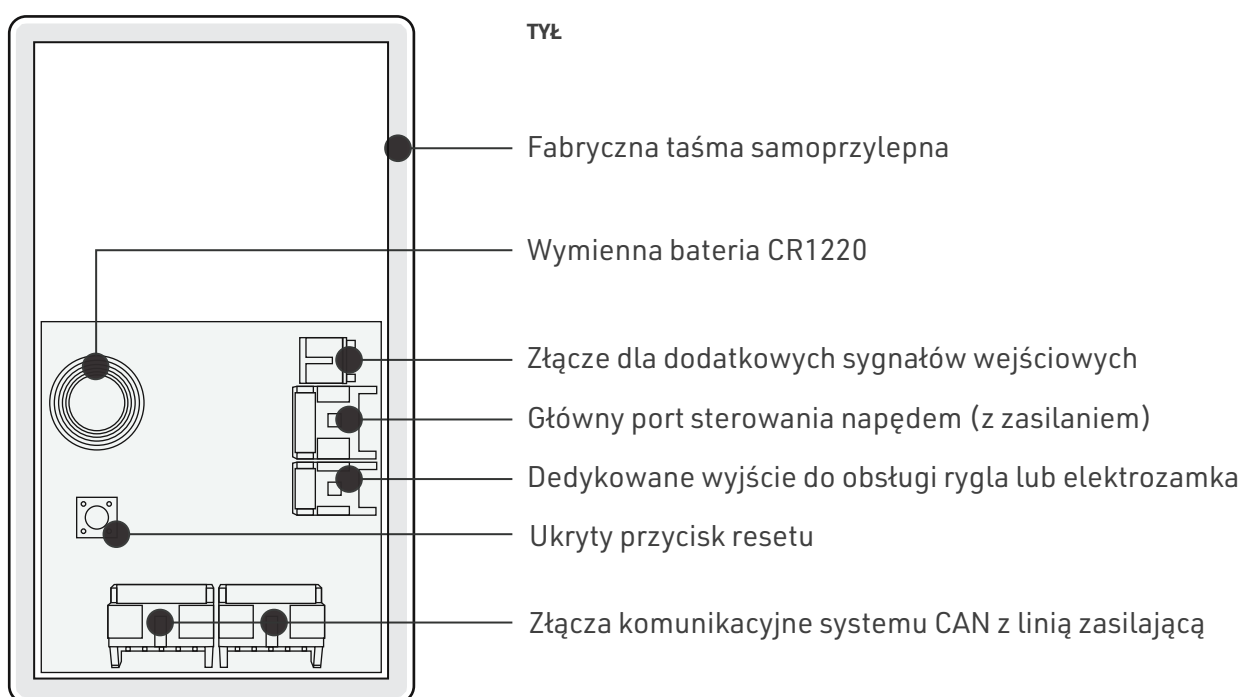 TYŁ
Fabryczna taśma samoprzylepna
Wymienna bateria CR1220
Złącze dla dodatkowych sygnałów wejściowych
Główny port sterowania napędem (z zasilaniem)
Dedykowane wyjście do obsługi rygla lub elektrozamka
Ukryty przycisk resetu
Złącza komunikacyjne systemu CAN z linią zasilającą